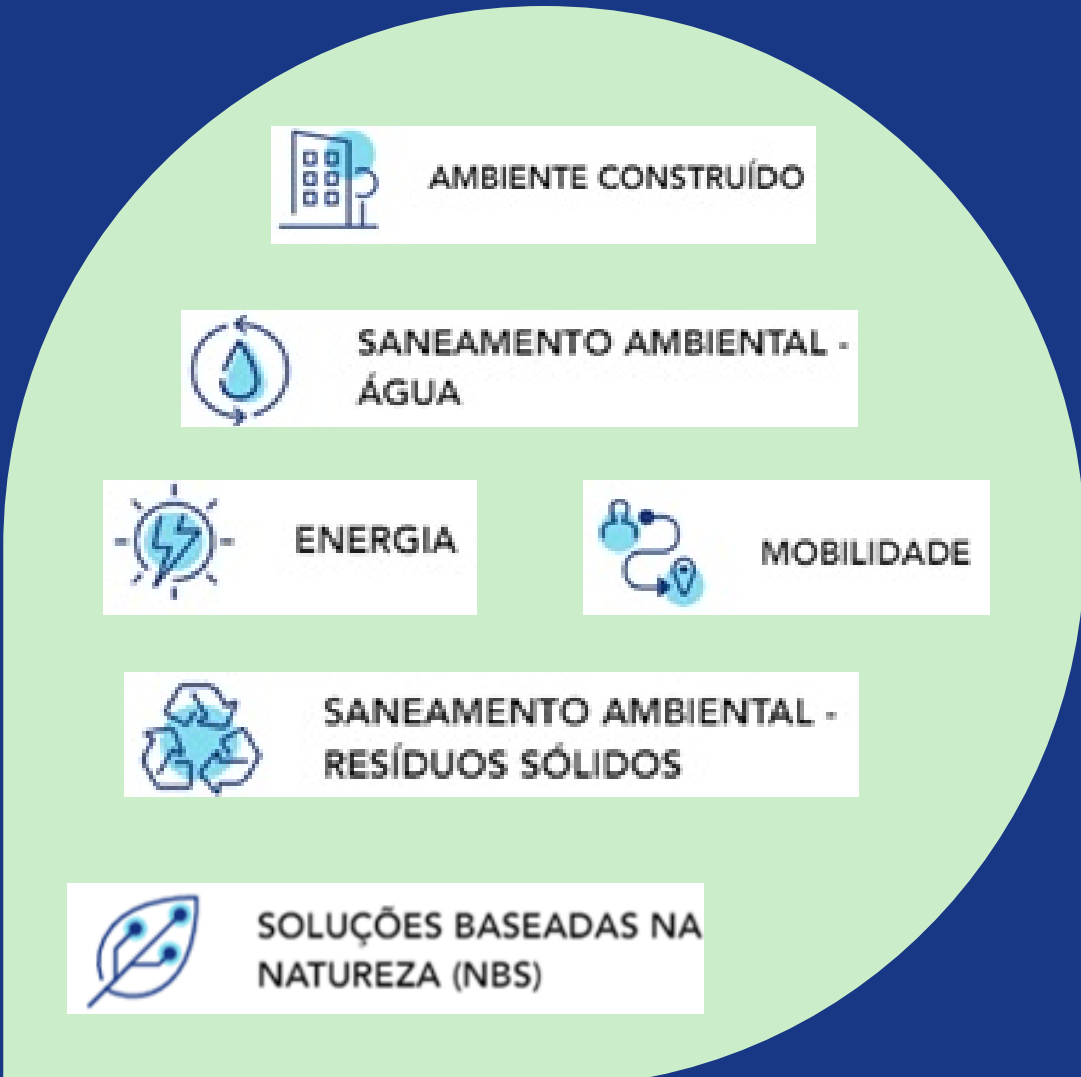 AMBIENTE CONSTRUÍDO
SANEAMENTO AMBIENTAL -
ÁGUA
ENERGIA
MOBILIDADE
SANEAMENTO AMBIENTAL -
RESÍDUOS SÓLIDOS
SOLUÇÕES BASEADAS NA
NATUREZA (NBS)